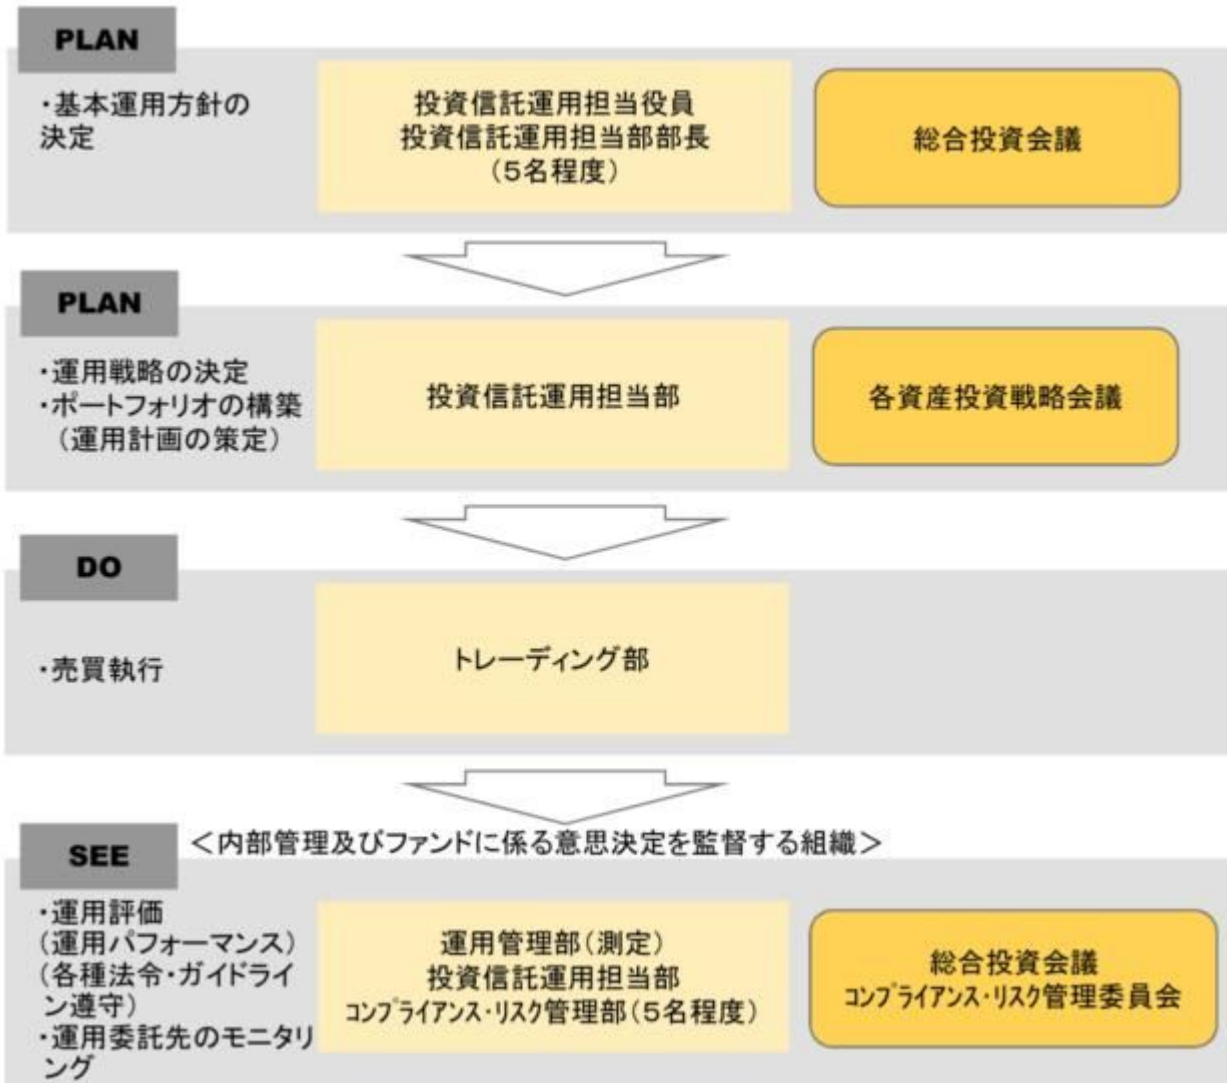 PLAN
・基本運用方針の
決定
投資信託運用担当役員
投資信託運用担当部部長
(5名程度)
総合投資会議
PLAN
・運用戦略の決定
・ポートフォリオの構築
(運用計画の策定)
投資信託運用担当部
各資産投資戦略会議
DO
・売買執行
トレーディング部
SEE
＜内部管理及びファンドに係る意思決定を監督する組織＞
・運用評価
(運用パフォーマンス)
(各種法令・ガイドライ
ン遵守)
・運用委託先のモニタリ
ング
運用管理部(測定)
投資信託運用担当部
ｺﾝﾌﾟﾗｲｱﾝｽ・ﾘｽｸ管理部(5名程度)
総合投資会議
ｺﾝﾌﾟﾗｲｱﾝｽ・ﾘｽｸ管理委員会